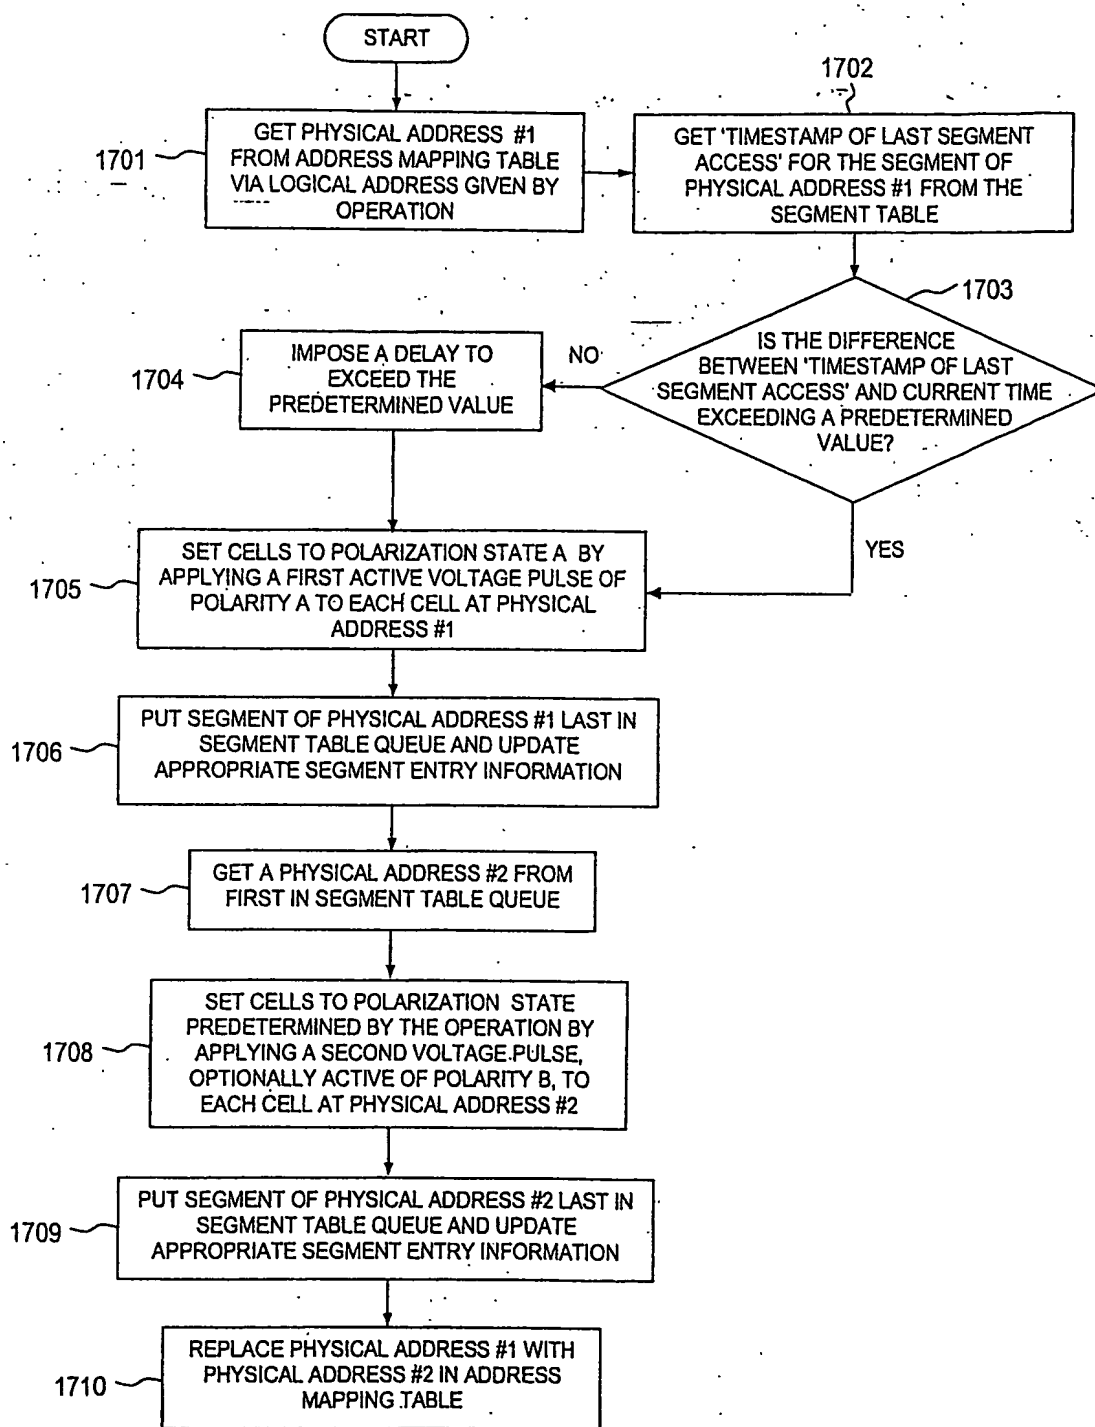 START
1701
GET PHYSICAL ADDRESS #1
FROM ADDRESS MAPPING TABLE
VIA LOGICAL ADDRESS GIVEN BY
OPERATION
1702
GET 'TIMESTAMP OF LAST SEGMENT
ACCESS' FOR THE SEGMENT OF
PHYSICAL ADDRESS #1 FROM THE
SEGMENT TABLE
1703
IS THE DIFFERENCE
BETWEEN 'TIMESTAMP OF LAST
SEGMENT ACCESS' AND CURRENT TIME
EXCEEDING A PREDETERMINED
VALUE?
NO
1704
IMPOSE A DELAY TO
EXCEED THE
PREDETERMINED VALUE
YES
1705
SET CELLS TO POLARIZATION STATE A BY
APPLYING A FIRST ACTIVE VOLTAGE PULSE OF
POLARITY A TO EACH CELL AT PHYSICAL
ADDRESS #1
1706
PUT SEGMENT OF PHYSICAL ADDRESS #1 LAST IN
SEGMENT TABLE QUEUE AND UPDATE
APPROPRIATE SEGMENT ENTRY INFORMATION
1707
GET A PHYSICAL ADDRESS #2 FROM
FIRST IN SEGMENT TABLE QUEUE
1708
SET CELLS TO POLARIZATION STATE
PREDETERMINED BY THE OPERATION BY
APPLYING A SECOND VOLTAGE PULSE,
OPTIONALLY ACTIVE OF POLARITY B, TO
EACH CELL AT PHYSICAL ADDRESS #2
1709
PUT SEGMENT OF PHYSICAL ADDRESS #2 LAST IN
SEGMENT TABLE QUEUE AND UPDATE
APPROPRIATE SEGMENT ENTRY INFORMATION
1710
REPLACE PHYSICAL ADDRESS #1 WITH
PHYSICAL ADDRESS #2 IN ADDRESS
MAPPING TABLE